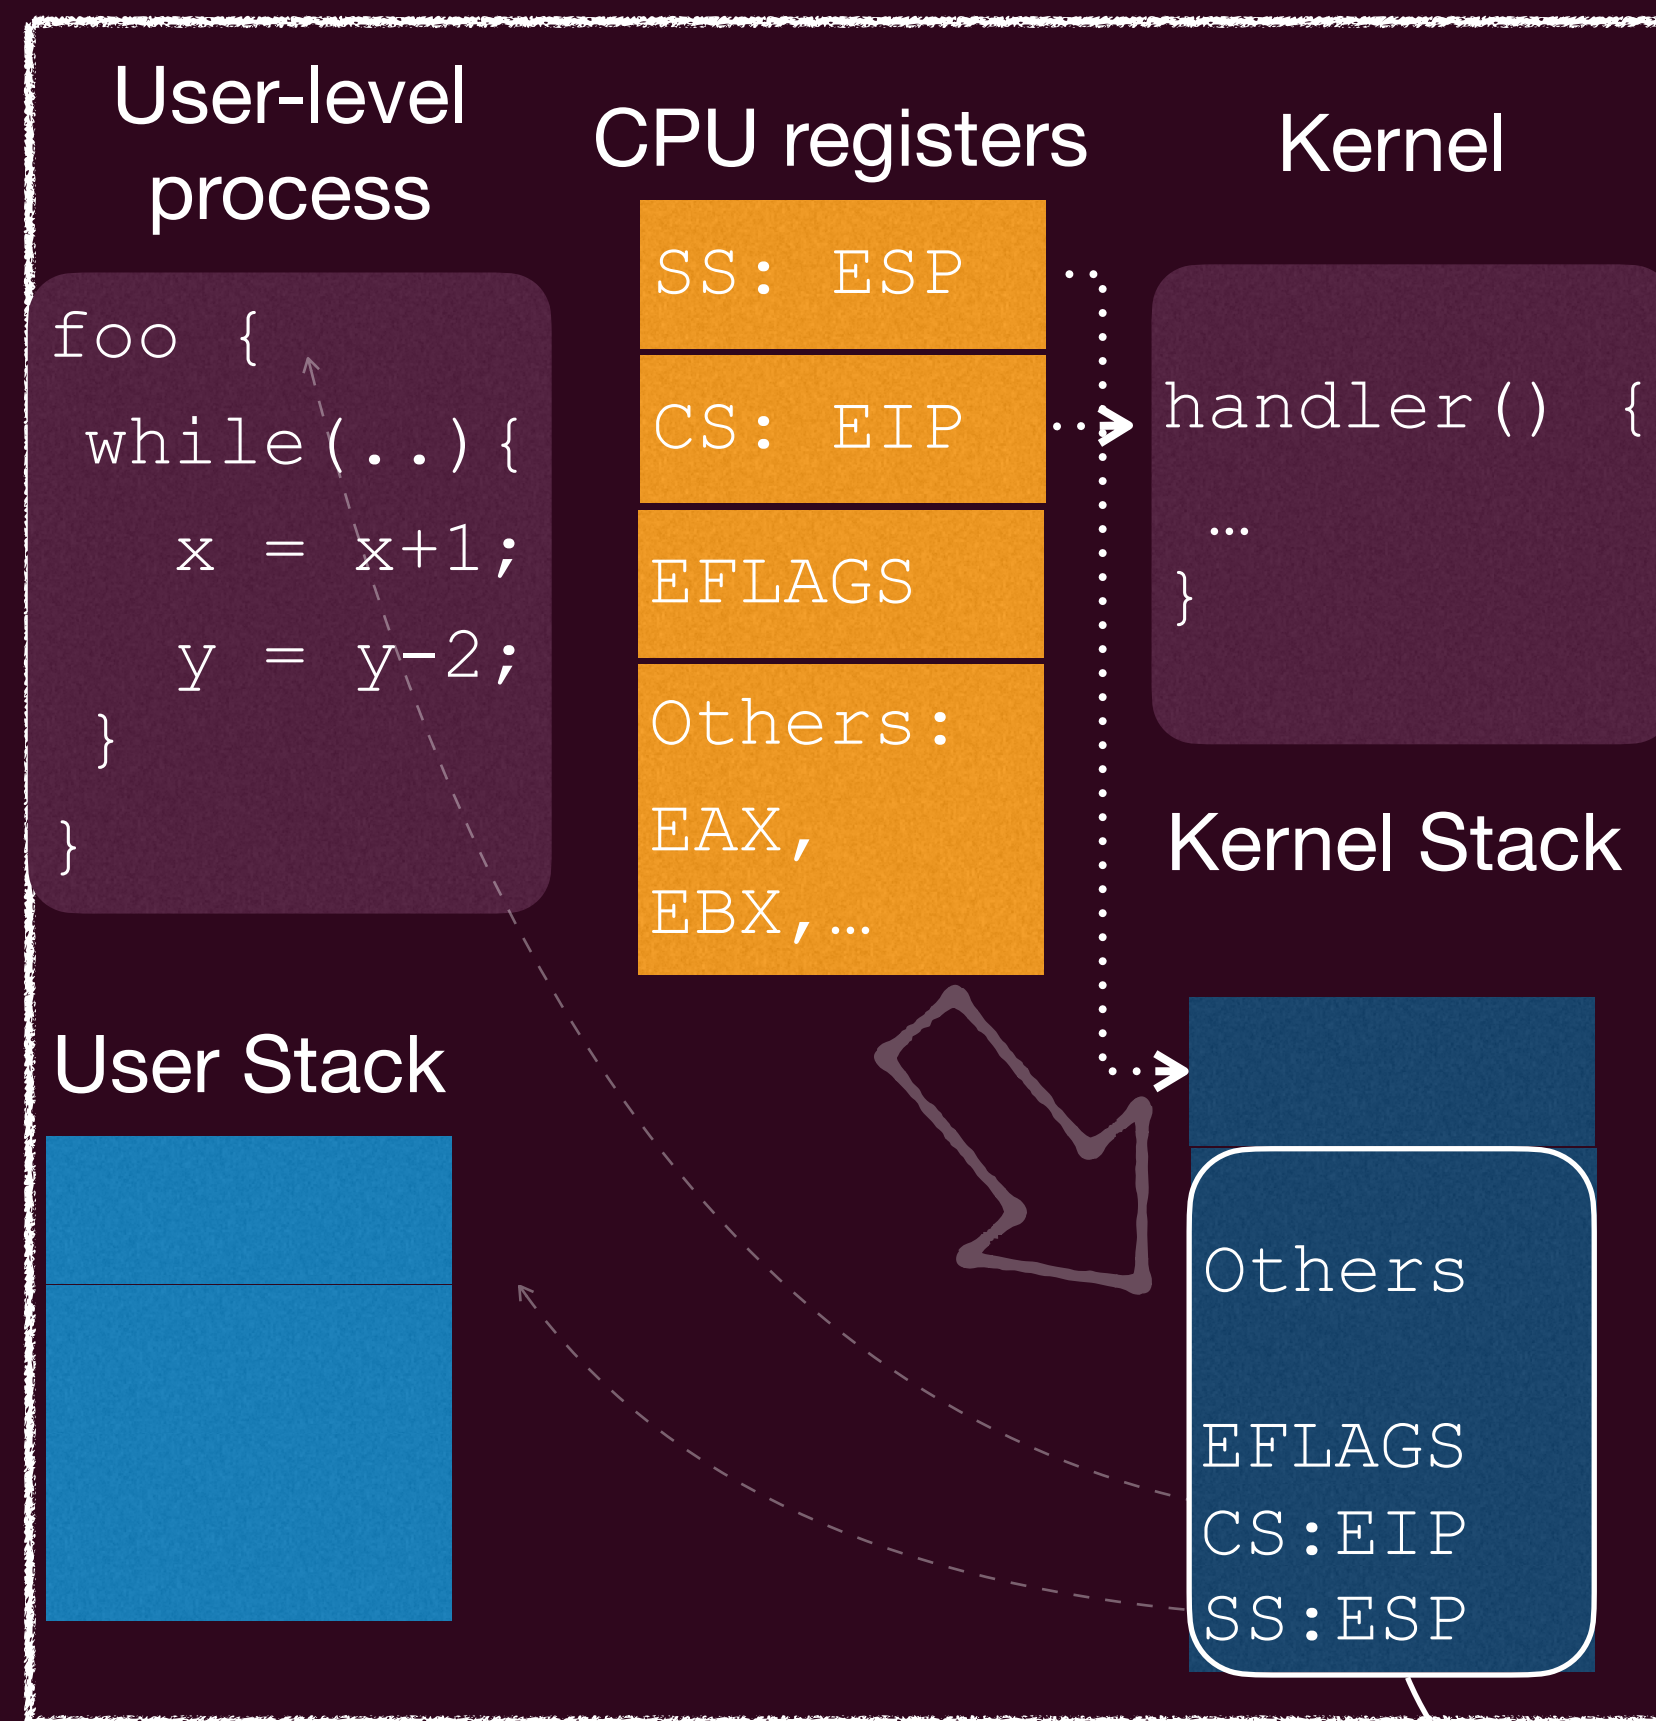 User-level
process
foo {
while(..){
x = x+1;
y = y-2;
}
}
CPU registers
SS: ESP
CS: EIP
EFLAGS
Others:
EAX,
EBX,…
Kernel
handler() {
…
}
User Stack
Kernel Stack
Others
EFLAGS
CS:EIP
SS:ESP